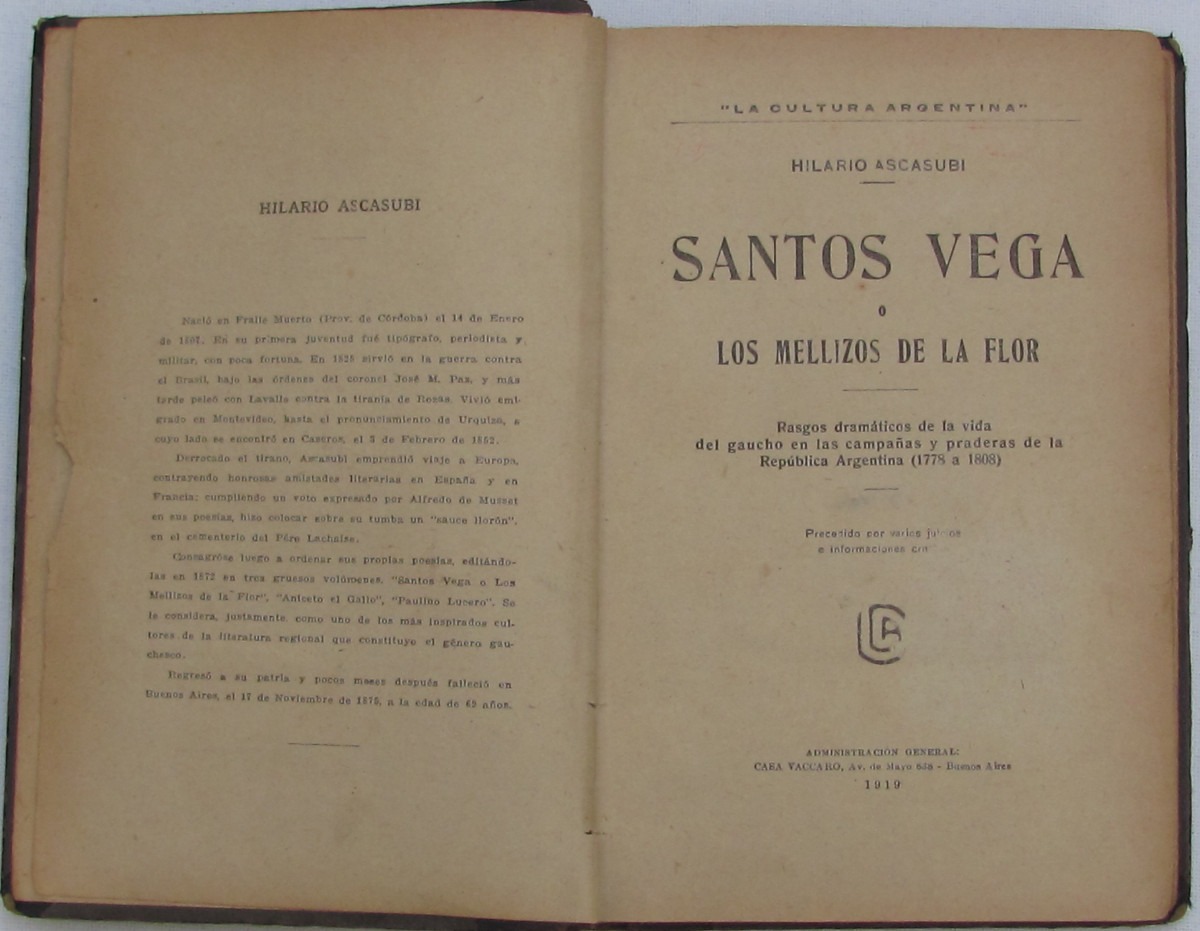 HILARIO ASCASUBI
Nació en Fraile Muerto (Prov. de Córdoba) el 14 de Enero
de 1807. En su primera juventud fué tipógrafo, periodista y
militar, con poca fortuna. En 1825 sirvió en la guerra contra
el Brasil, bajo las órdenes del coronel José M. Paz, y más
tarde peleó con Lavalle contra la tiranía de Rosas. Vivió emi-
grado en Montevideo, hasta el pronunciamiento de Urquiza, a
cuyo lado se encontró en Caseros, el 3 de Febrero de 1852.
Derrocado el tirano, Ascasubi emprendió viaje a Europa,
contrayendo honrosas amistades literarias en España y en
Francia; cumpliendo un voto expresado por Alfredo de Musset
en sus poesías, hizo colocar sobre su tumba un "sauce llorón",
en el cementerio del Père Lachaise.
Consagróse luego a ordenar sus propias poesías, editándo-
las en 1872 en tres gruesos volúmenes, "Santos Vega o Los
Mellizos de la Flor", "Aniceto el Gallo", "Paulino Lucero". Se
le considera, justamente, como uno de los más inspirados cul-
tores de la literatura regional que constituye el género gau-
chesco.
Regresó a su patria y pocos meses después falleció en
Buenos Aires, el 17 de Noviembre de 1875, a la edad de 69 años.
"LA CULTURA ARGENTINA"
HILARIO ASCASUBI
SANTOS VEGA
O
LOS MELLIZOS DE LA FLOR
Rasgos dramáticos de la vida
del gaucho en las campañas y praderas de la
República Argentina (1778 a 1808)
Precedido por varios
e informaciones
LCA
ADMINISTRACIÓN GENERAL:
CASA VACCARO, Av. de Mayo 638 - Buenos Aires
1919